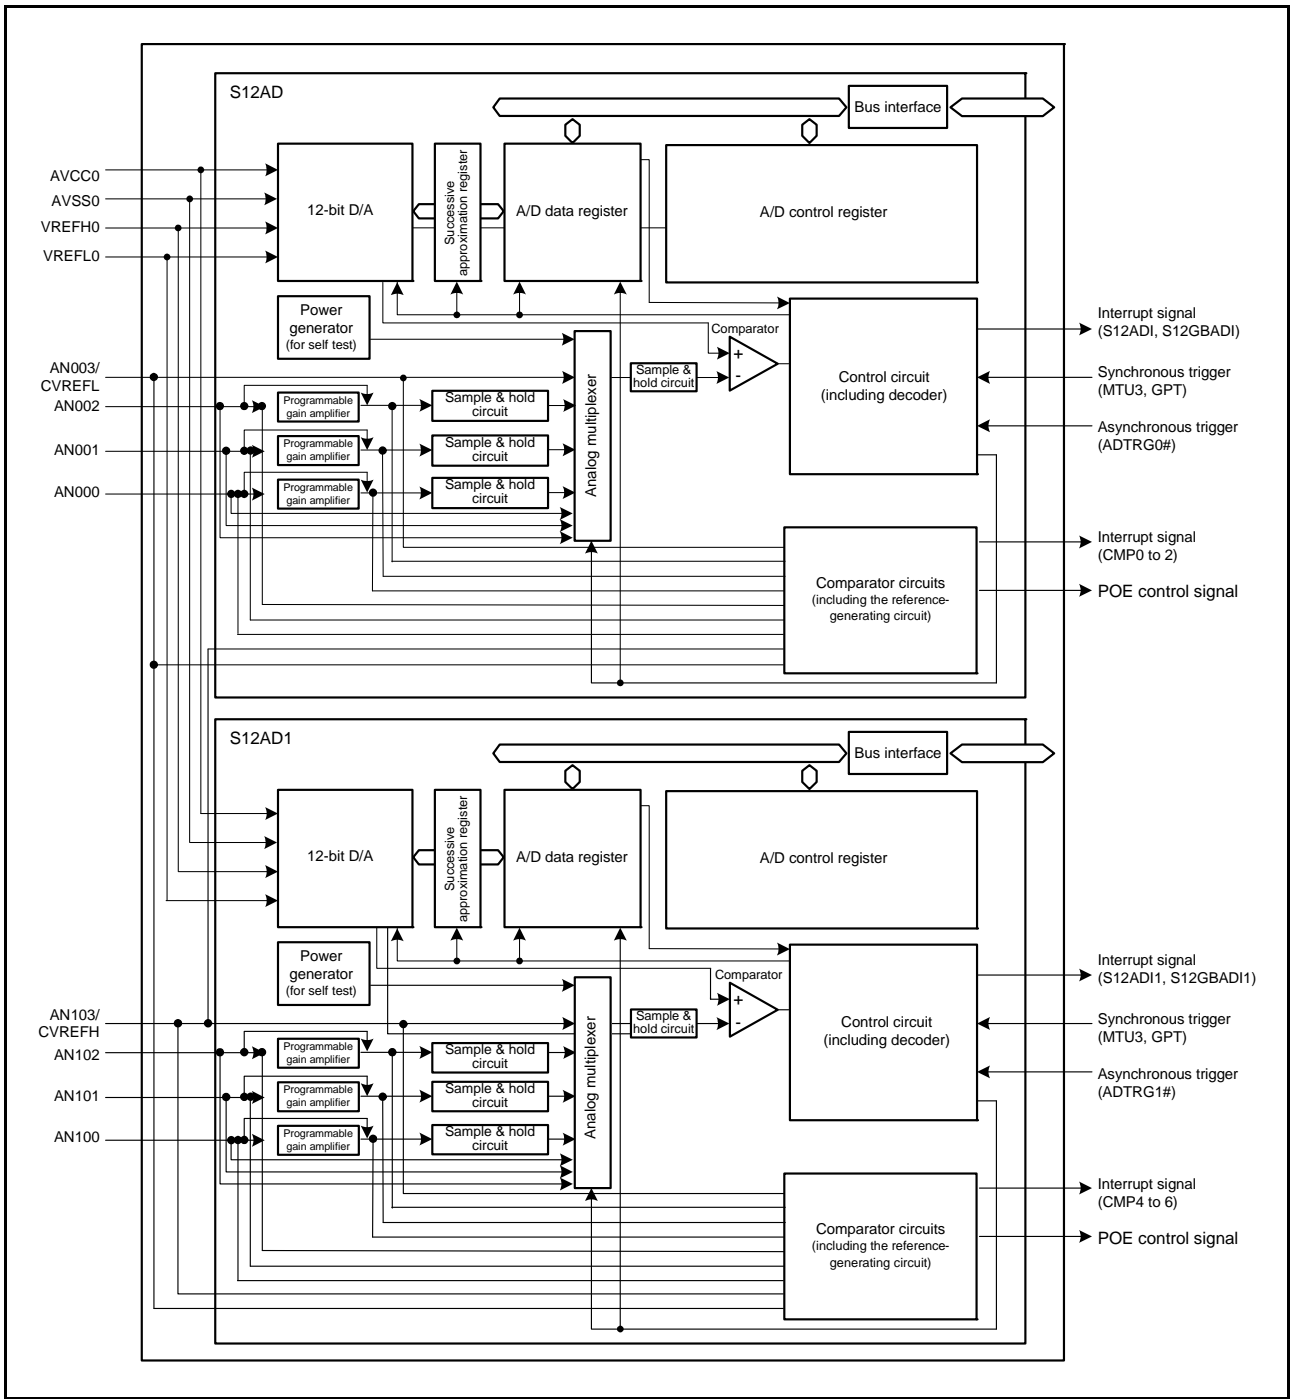 S12AD
Bus interface
AVCC0
AVSS0
VREFH0
VREFL0
12-bit D/A
Successive
approximation register
A/D data register
A/D control register
Power
generator
(for self test)
Comparator
+
-
Interrupt signal
(S12ADI, S12GBADI)
AN003/
CVREFL
AN002
AN001
AN000
Programmable
gain amplifier
Programmable
gain amplifier
Programmable
gain amplifier
Sample & hold
circuit
Sample & hold
circuit
Sample & hold
circuit
Analog multiplexer
Sample &
hold circuit
Control circuit
(including decoder)
Synchronous trigger
(MTU3, GPT)
Asynchronous trigger
(ADTRG0#)
Comparator circuits
(including the reference-
generating circuit)
Interrupt signal
(CMP0 to 2)
POE control signal
S12AD1
Bus interface
12-bit D/A
Successive
approximation register
A/D data register
A/D control register
Power
generator
(for self test)
Comparator
+
-
Interrupt signal
(S12ADI1, S12GBADI1)
AN103/
CVREFH
AN102
AN101
AN100
Programmable
gain amplifier
Programmable
gain amplifier
Programmable
gain amplifier
Sample & hold
circuit
Sample & hold
circuit
Sample & hold
circuit
Analog multiplexer
Sample &
hold circuit
Control circuit
(including decoder)
Synchronous trigger
(MTU3, GPT)
Asynchronous trigger
(ADTRG1#)
Comparator circuits
(including the reference-
generating circuit)
Interrupt signal
(CMP4 to 6)
POE control signal